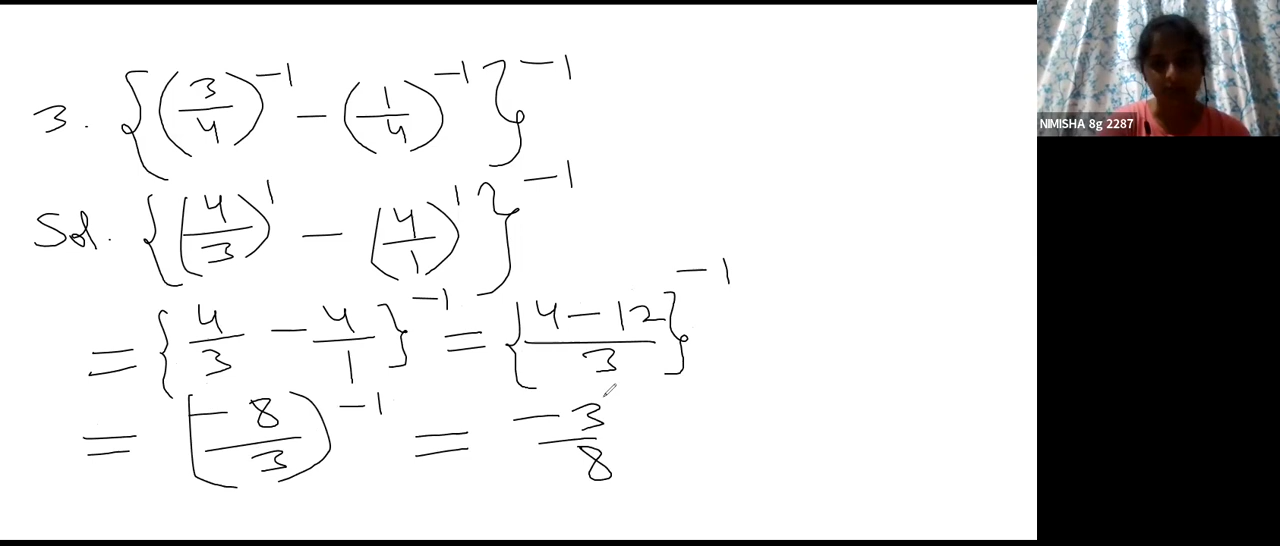 3. {(3/4)^-1 - (1/4)^-1}^-1
Sol. {(4/3)^1 - (4/1)^1}^-1
= {4/3 - 4/1}^-1 = {4-12/3}^-1
= (-8/3)^-1 = -3/8
NIMISHA 8g 2287